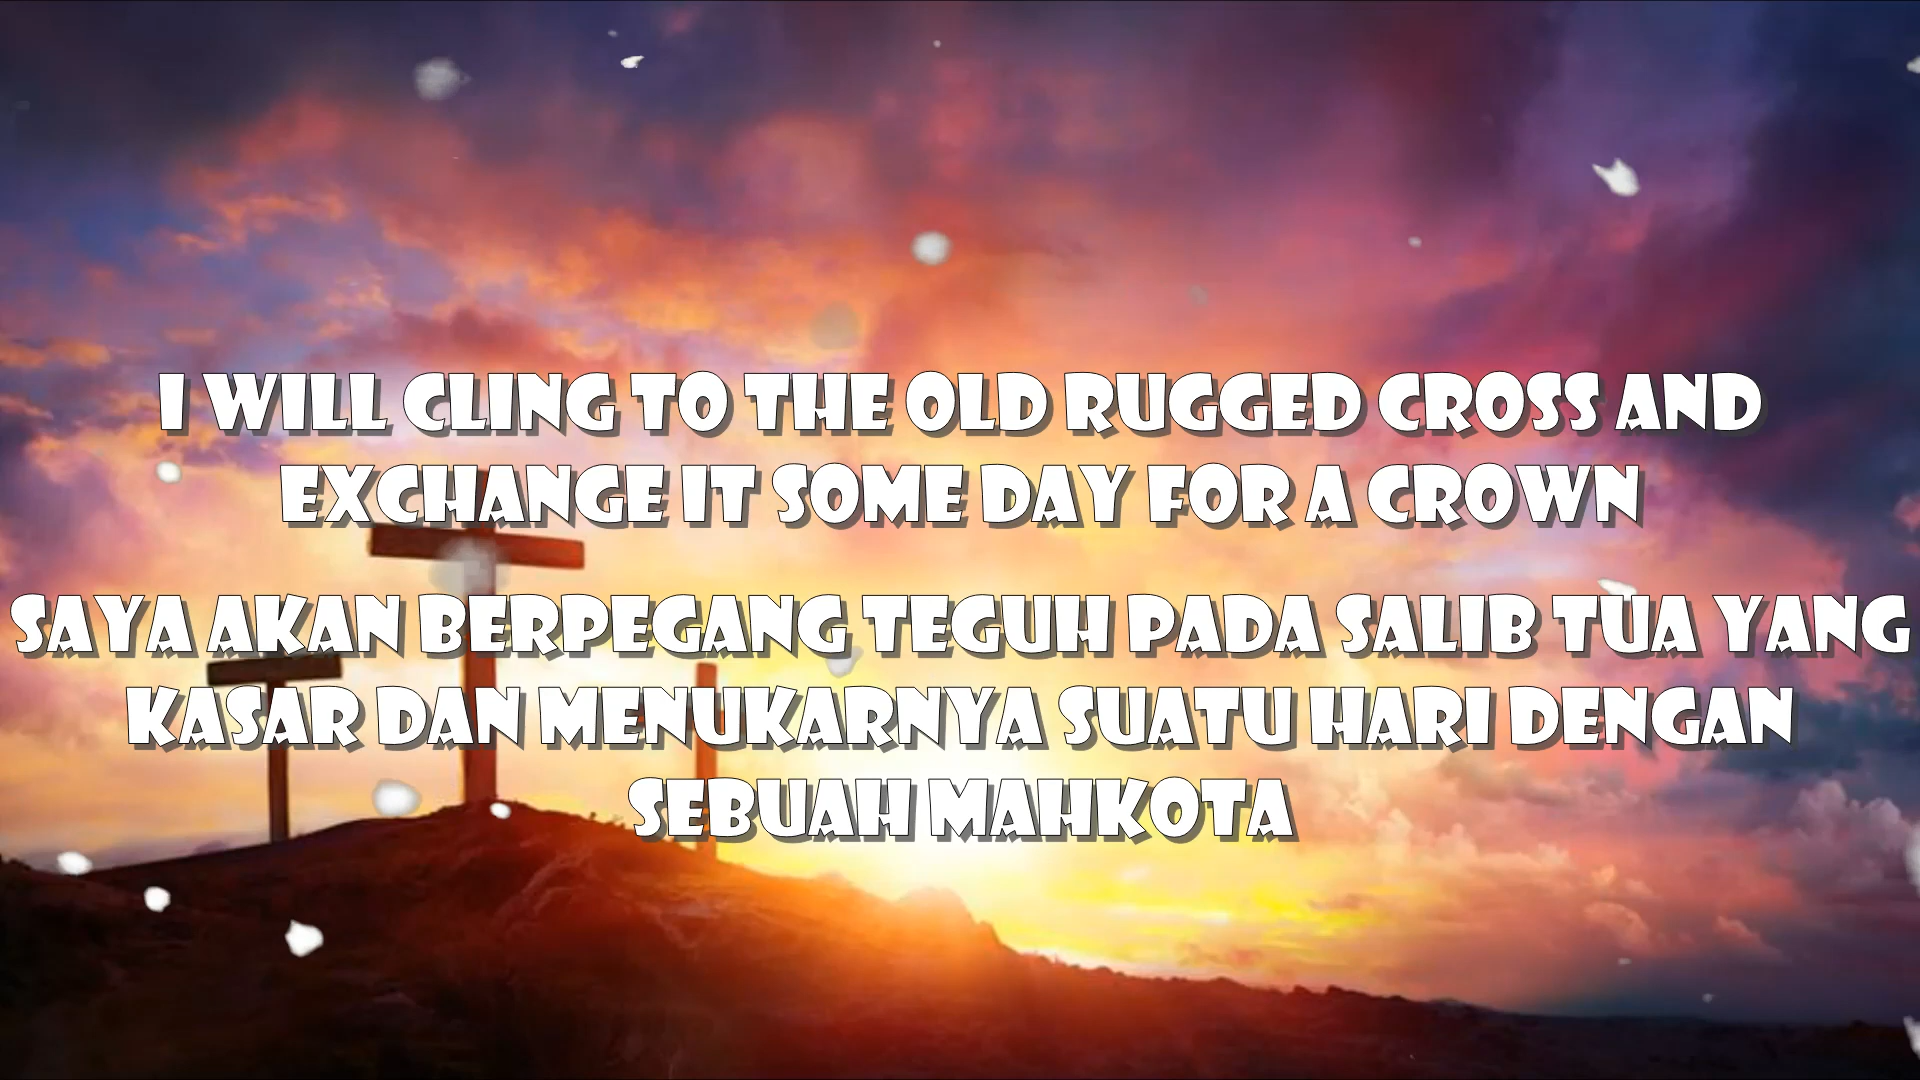 I WILL CLING TO THE OLD RUGGED CROSS AND
EXCHANGE IT SOME DAY FOR A CROWN
SAYA AKAN BERPEGANG TEGUH PADA SALIB TUA YANG
KASAR DAN MENUKARNYA SUATU HARI DENGAN
SEBUAH MAHKOTA